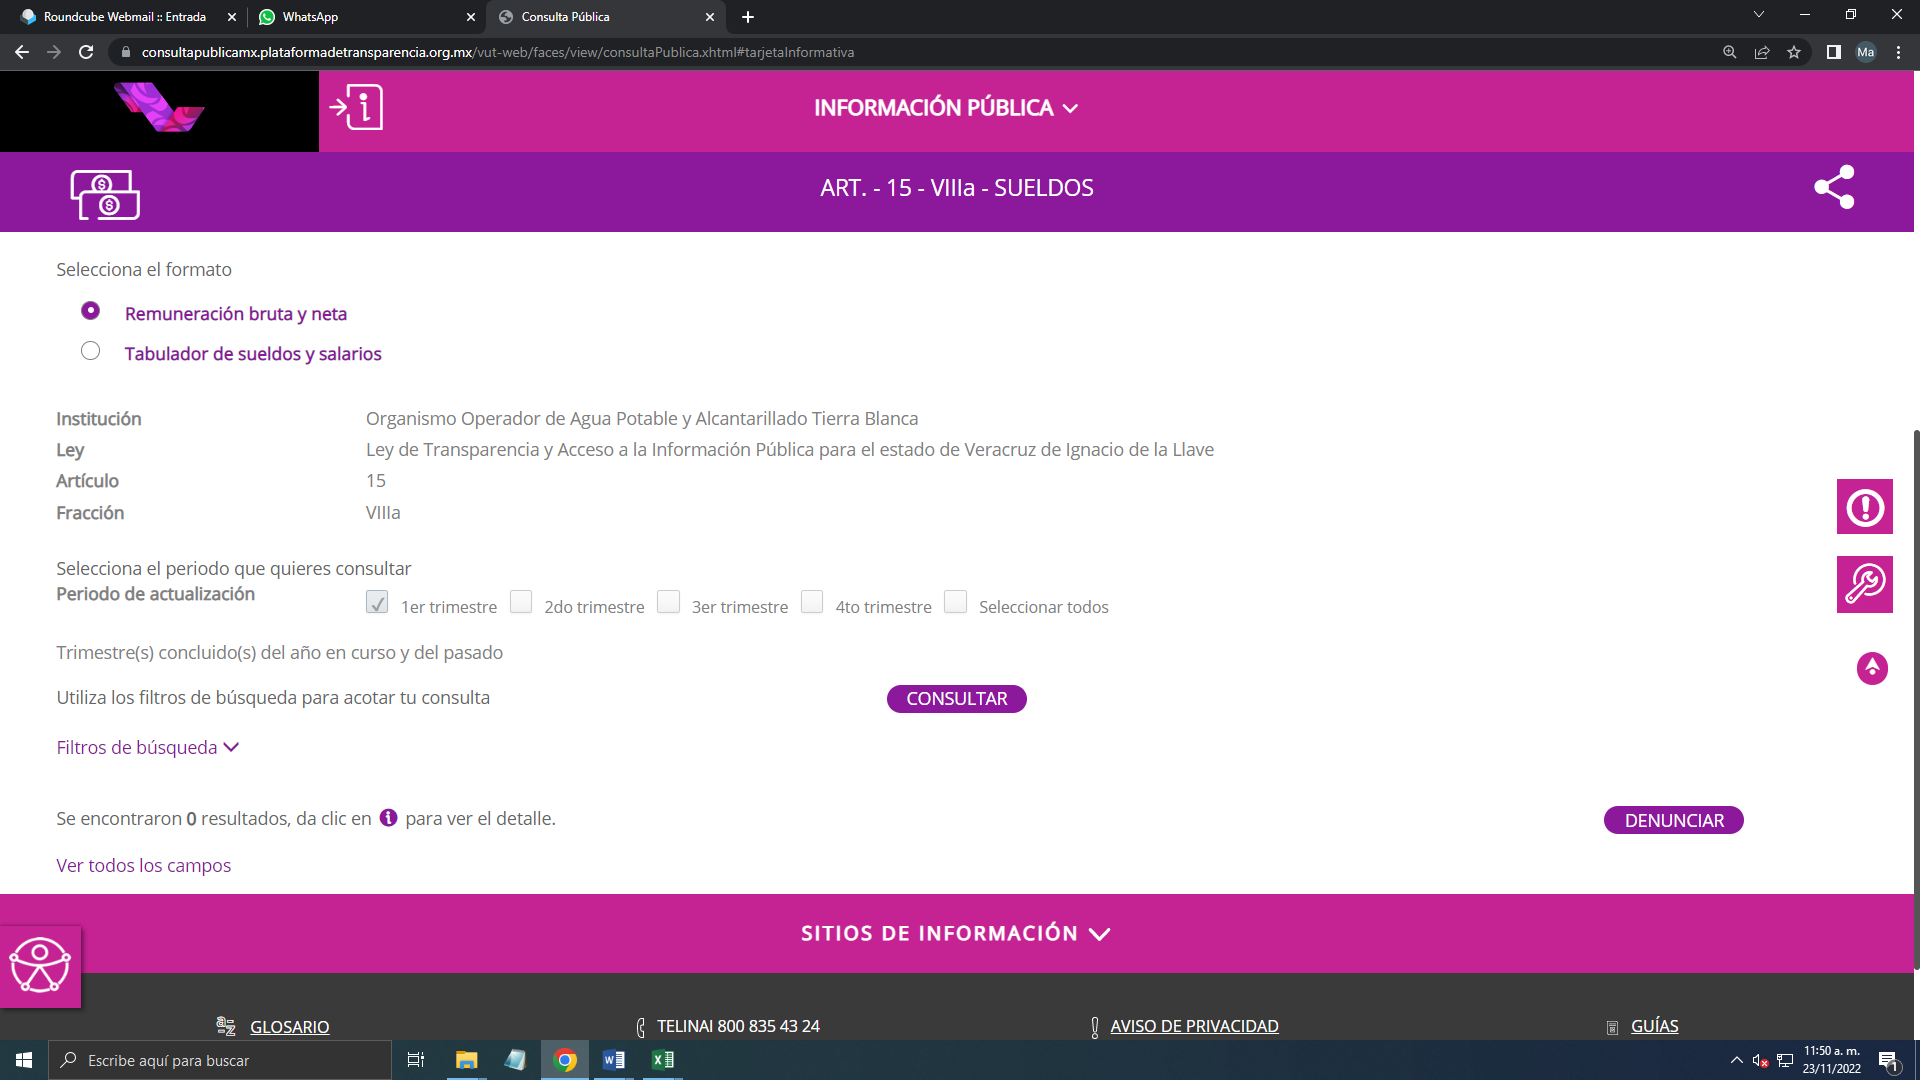 Roundcube Webmail :: Entrada
WhatsApp
Consulta Pública
consultapublicamx.plataformadetransparencia.org.mx/vut-web/faces/view/consultaPublica.xhtml#tarjetaInformativa
Ma
INFORMACIÓN PÚBLICA
ART. - 15 - VIIIa - SUELDOS
Selecciona el formato
Remuneración bruta y neta
Tabulador de sueldos y salarios
Institución Organismo Operador de Agua Potable y Alcantarillado Tierra Blanca
Ley Ley de Transparencia y Acceso a la Información Pública para el estado de Veracruz de Ignacio de la Llave
Artículo 15
Fracción VIIIa
Selecciona el periodo que quieres consultar
Periodo de actualización 1er trimestre 2do trimestre 3er trimestre 4to trimestre Seleccionar todos
Trimestre(s) concluido(s) del año en curso y del pasado
Utiliza los filtros de búsqueda para acotar tu consulta CONSULTAR
Filtros de búsqueda
Se encontraron 0 resultados, da clic en i para ver el detalle. DENUNCIAR
Ver todos los campos
SITIOS DE INFORMACIÓN
GLOSARIO TELINAI 800 835 43 24 AVISO DE PRIVACIDAD GUÍAS
Escribe aquí para buscar
11:50 a. m.
23/11/2022
1